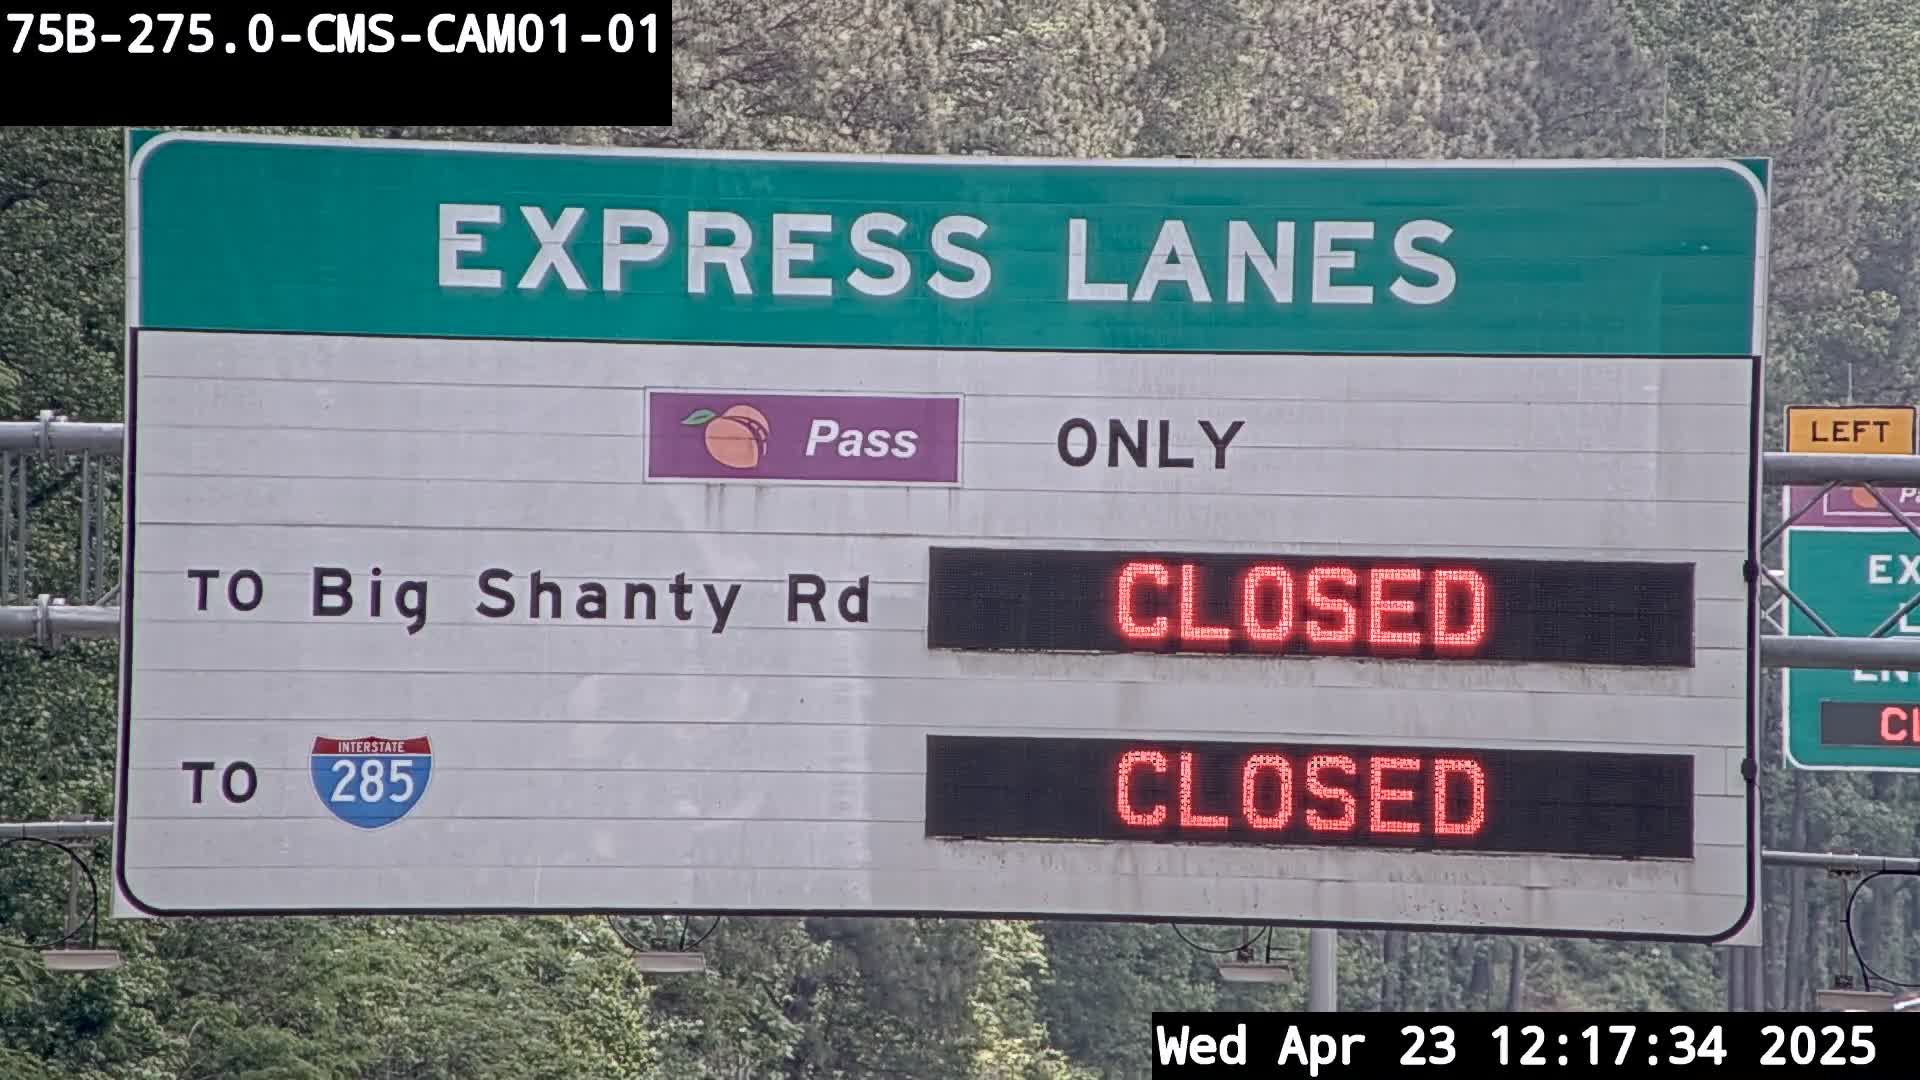 75B-275.0-CMS-CAM01-01
EXPRESS LANES
Pass ONLY
TO Big Shanty Rd CLOSED
TO INTERSTATE 285 CLOSED
LEFT
Wed Apr 23 12:17:34 2025